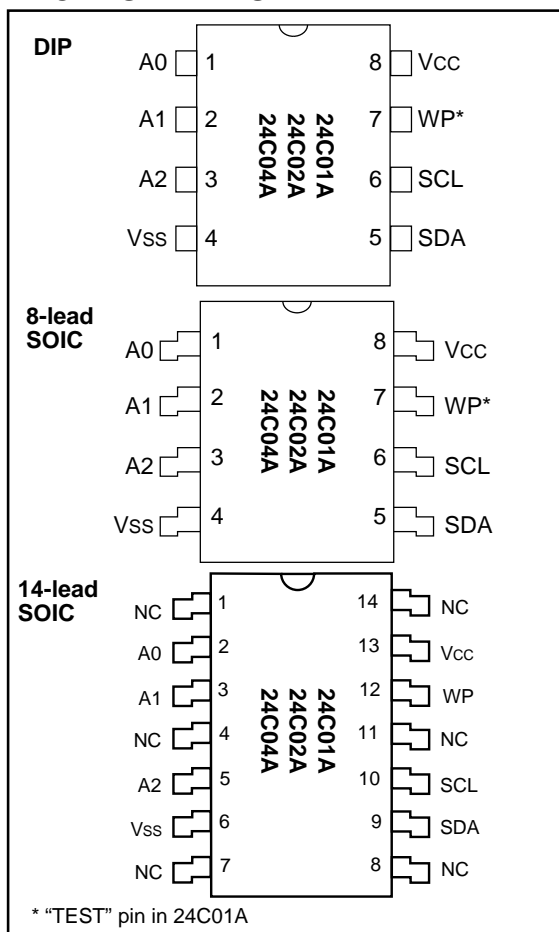 DIP
A0 1 8 VCC
A1 2 7 WP*
A2 3 6 SCL
VSS 4 5 SDA
24C01A
24C02A
24C04A
8-lead
SOIC
A0 1 8 VCC
A1 2 7 WP*
A2 3 6 SCL
VSS 4 5 SDA
24C01A
24C02A
24C04A
14-lead
SOIC
NC 1 14 NC
A0 2 13 VCC
A1 3 12 WP
NC 4 11 NC
A2 5 10 SCL
VSS 6 9 SDA
NC 7 8 NC
24C01A
24C02A
24C04A
* “TEST” pin in 24C01A